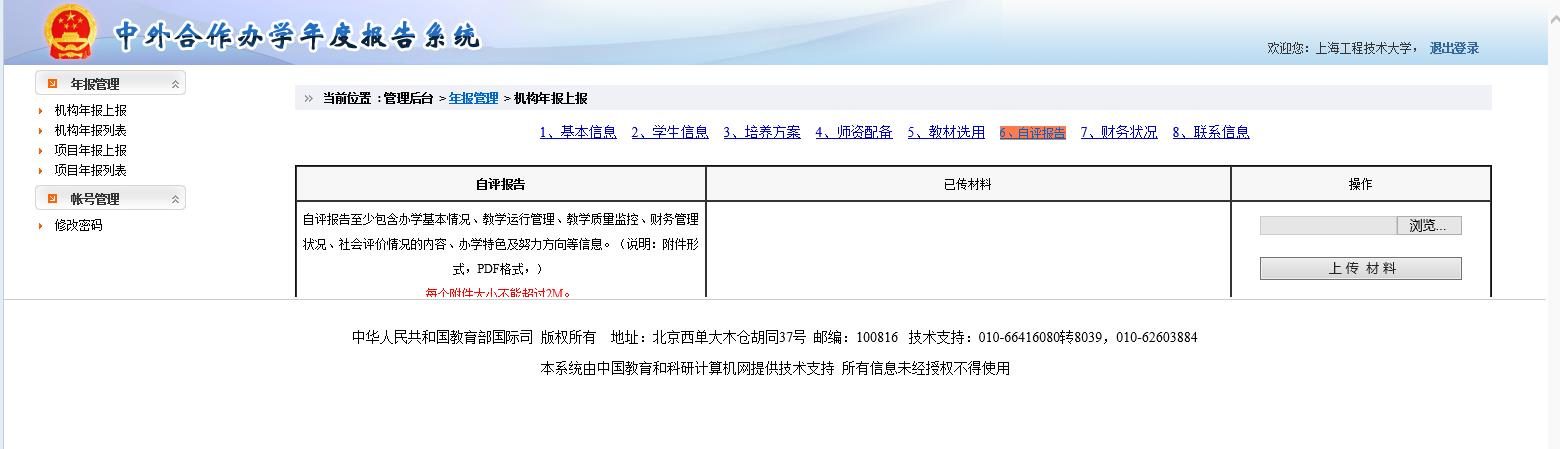 中外合作办学年度报告系统
欢迎您：上海工程技术大学， 退出登录
年报管理
机构年报上报
机构年报列表
项目年报上报
项目年报列表
帐号管理
修改密码
当前位置：管理后台 > 年报管理 > 机构年报上报
1、基本信息 2、学生信息 3、培养方案 4、师资配备 5、教材选用 6、自评报告 7、财务状况 8、联系信息
自评报告 已传材料 操作
自评报告至少包含办学基本情况、教学运行管理、教学质量监控、财务管理
状况、社会评价情况的内容、办学特色及努力方向等信息。（说明：附件形
式，PDF格式，）
每个附件大小不能超过2M。
浏览...
上 传 材 料
中华人民共和国教育部国际司 版权所有 地址：北京西单大木仓胡同37号 邮编：100816 技术支持：010-66416080转8039，010-62603884
本系统由中国教育和科研计算机网提供技术支持 所有信息未经授权不得使用